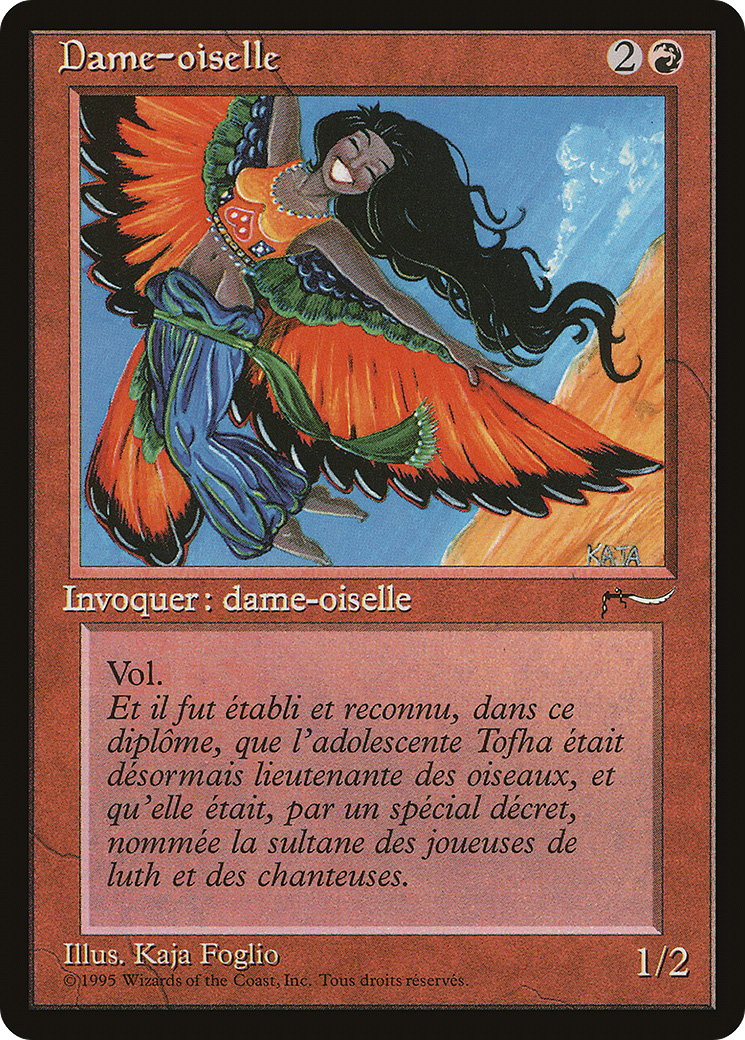 Dame-oiselle 2
KAJA
Invoquer : dame-oiselle
Vol.
Et il fut établi et reconnu, dans ce
diplôme, que l'adolescente Tofha était
désormais lieutenante des oiseaux, et
qu'elle était, par un spécial décret,
nommée la sultane des joueuses de
luth et des chanteuses.
Illus. Kaja Foglio 1/2
© 1995 Wizards of the Coast, Inc. Tous droits réservés.